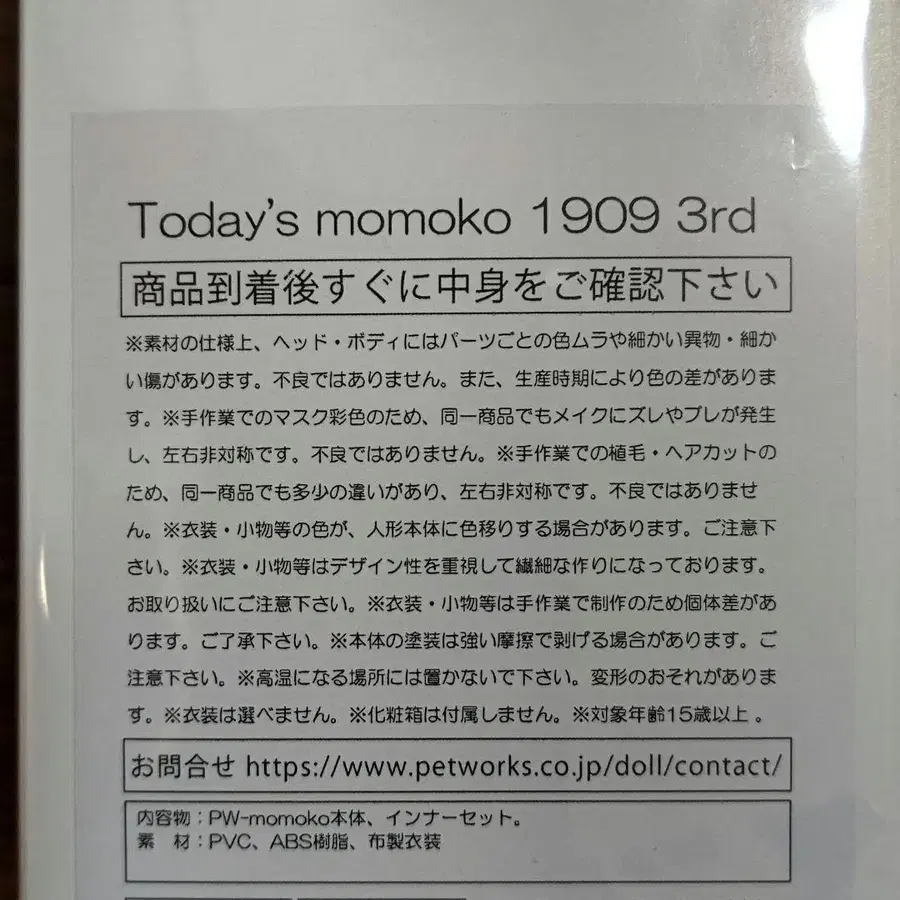 Today's momoko 1909 3rd
商品到着後すぐに中身をご確認下さい
※素材の仕様上、ヘッド・ボディにはパーツごとの色ムラや細かい異物・細か
い傷があります。不良ではありません。また、生産時期により色の差がありま
す。※手作業でのマスク彩色のため、同一商品でもメイクにズレやブレが発生
し、左右非対称です。不良ではありません。※手作業での植毛・ヘアカットの
ため、同一商品でも多少の違いがあり、左右非対称です。不良ではありませ
ん。※衣装・小物等の色が、人形本体に色移りする場合があります。ご注意下
さい。※衣装・小物等はデザイン性を重視して繊細な作りになっております。
お取り扱いにご注意下さい。※衣装・小物等は手作業で制作のため個体差があ
ります。ご了承下さい。※本体の塗装は強い摩擦で剥げる場合があります。ご
注意下さい。※高温になる場所には置かないで下さい。変形のおそれがありま
す。※衣装は選べません。※化粧箱は付属しません。※対象年齢15歳以上 。
お問合せ https://www.petworks.co.jp/doll/contact/
内容物：PW-momoko本体、インナーセット。
素　材：PVC、ABS樹脂、布製衣装